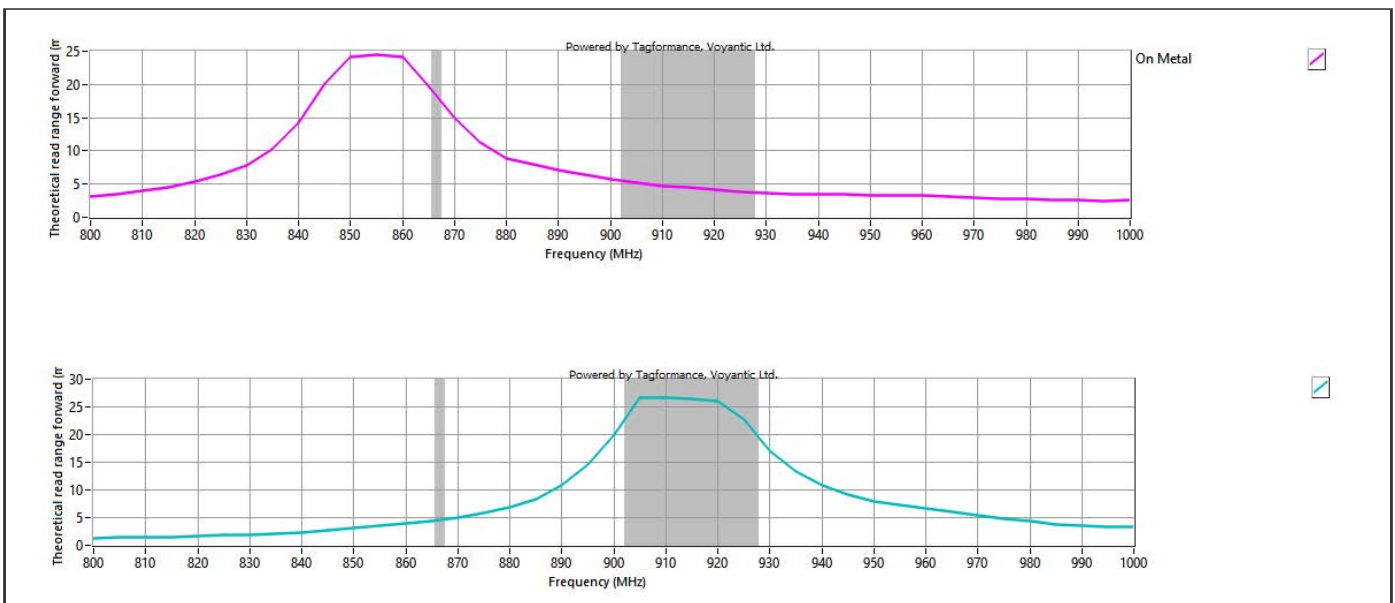 Powered by Tagformance, Voyantic Ltd.
Theoretical read range forward (m
25
20
15
10
5
0
800 810 820 830 840 850 860 870 880 890 900 910 920 930 940 950 960 970 980 990 1000
Frequency (MHz)
On Metal
Powered by Tagformance, Voyantic Ltd.
Theoretical read range forward (m
30
25
20
15
10
5
0
800 810 820 830 840 850 860 870 880 890 900 910 920 930 940 950 960 970 980 990 1000
Frequency (MHz)